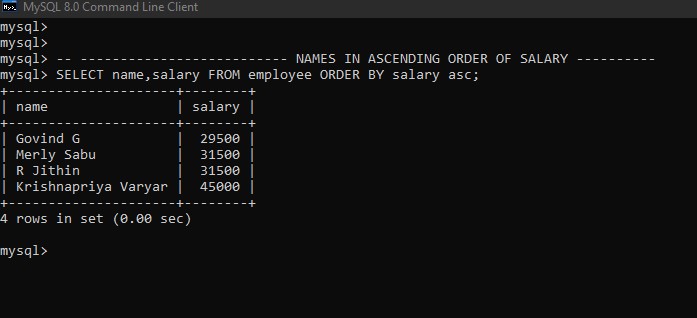 MySQL 8.0 Command Line Client
mysql>
mysql>
mysql> -- -------------------------- NAMES IN ASCENDING ORDER OF SALARY ----------
mysql> SELECT name,salary FROM employee ORDER BY salary asc;
+---------------------+--------+
| name                | salary |
+---------------------+--------+
| Govind G            |  29500 |
| Merly Sabu          |  31500 |
| R Jithin            |  31500 |
| Krishnapriya Varyar |  45000 |
+---------------------+--------+
4 rows in set (0.00 sec)
mysql>